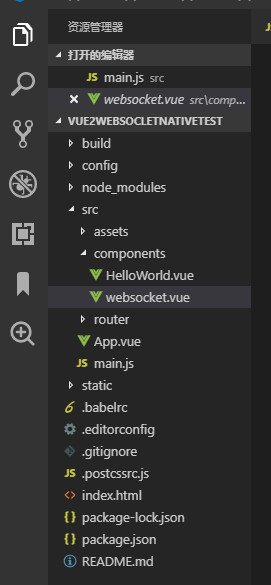 资源管理器
打开的编辑器
JS main.js src
websocket.vue src\comp...
VUE2WEBSOCLETNATIVETEST
build
config
node_modules
src
assets
components
HelloWorld.vue
websocket.vue
router
App.vue
JS main.js
static
.babelrc
.editorconfig
.gitignore
JS .postcssrc.js
index.html
package-lock.json
package.json
README.md